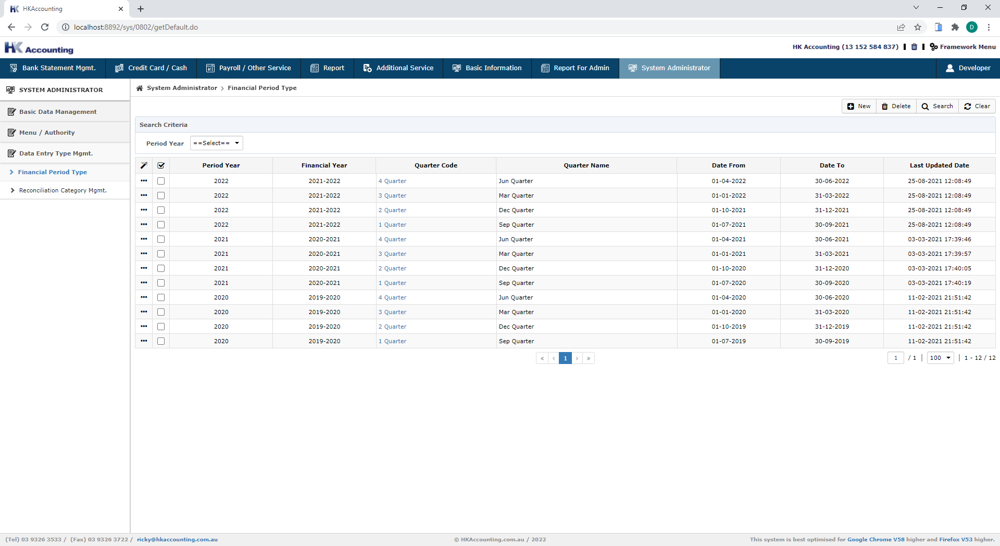 HKAccounting
localhost:8892/sys/0802/getDefault.do
D
HK Accounting
HK Accounting (13 152 584 837)
Framework Menu
Bank Statement Mgmt.
Credit Card / Cash
Payroll / Other Service
Report
Additional Service
Basic Information
Report For Admin
System Administrator
Developer
SYSTEM ADMINISTRATOR
Basic Data Management
Menu / Authority
Data Entry Type Mgmt.
Financial Period Type
Reconciliation Category Mgmt.
System Administrator > Financial Period Type
New Delete Search Clear
Search Criteria
Period Year ==Select==
Period Year Financial Year Quarter Code Quarter Name Date From Date To Last Updated Date
••• 2022 2021-2022 4 Quarter Jun Quarter 01-04-2022 30-06-2022 25-08-2021 12:08:49
••• 2022 2021-2022 3 Quarter Mar Quarter 01-01-2022 31-03-2022 25-08-2021 12:08:49
••• 2022 2021-2022 2 Quarter Dec Quarter 01-10-2021 31-12-2021 25-08-2021 12:08:49
••• 2022 2021-2022 1 Quarter Sep Quarter 01-07-2021 30-09-2021 25-08-2021 12:08:49
••• 2021 2020-2021 4 Quarter Jun Quarter 01-04-2021 30-06-2021 03-03-2021 17:39:46
••• 2021 2020-2021 3 Quarter Mar Quarter 01-01-2021 31-03-2021 03-03-2021 17:39:57
••• 2021 2020-2021 2 Quarter Dec Quarter 01-10-2020 31-12-2020 03-03-2021 17:40:05
••• 2021 2020-2021 1 Quarter Sep Quarter 01-07-2020 30-09-2020 03-03-2021 17:40:19
••• 2020 2019-2020 4 Quarter Jun Quarter 01-04-2020 30-06-2020 11-02-2021 21:51:42
••• 2020 2019-2020 3 Quarter Mar Quarter 01-01-2020 31-03-2020 11-02-2021 21:51:42
••• 2020 2019-2020 2 Quarter Dec Quarter 01-10-2019 31-12-2019 11-02-2021 21:51:42
••• 2020 2019-2020 1 Quarter Sep Quarter 01-07-2019 30-09-2019 11-02-2021 21:51:42
« ‹ 1 › »
1 / 1 | 100 | 1 - 12 / 12
(Tel) 03 9326 3533 / (Fax) 03 9326 3722 / ricky@hkaccounting.com.au
© HKAccounting.com.au / 2022
This system is best optimised for Google Chrome V58 higher and Firefox V53 higher.